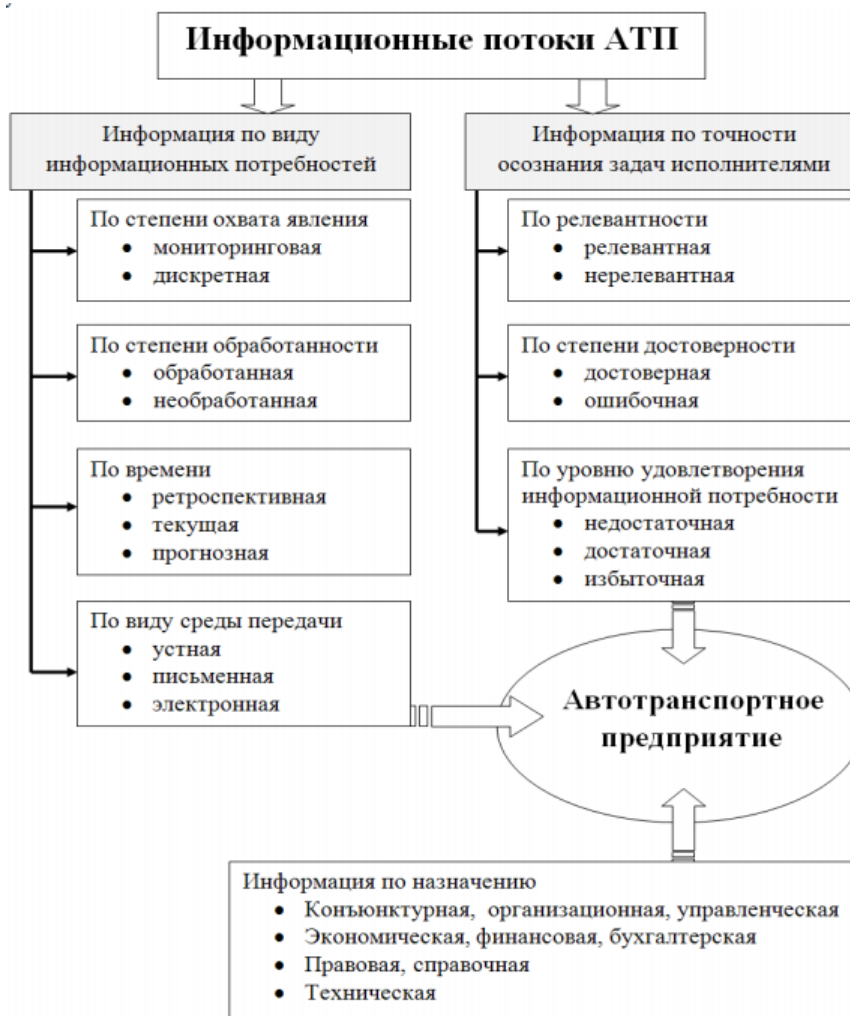 Информационные потоки АТП
Информация по виду
информационных потребностей
По степени охвата явления
• мониторинговая
• дискретная
По степени обработанности
• обработанная
• необработанная
По времени
• ретроспективная
• текущая
• прогнозная
По виду среды передачи
• устная
• письменная
• электронная
Информация по точности
осознания задач исполнителями
По релевантности
• релевантная
• нерелевантная
По степени достоверности
• достоверная
• ошибочная
По уровню удовлетворения
информационной потребности
• недостаточная
• достаточная
• избыточная
Автотранспортное
предприятие
Информация по назначению
• Конъюнктурная, организационная, управленческая
• Экономическая, финансовая, бухгалтерская
• Правовая, справочная
• Техническая